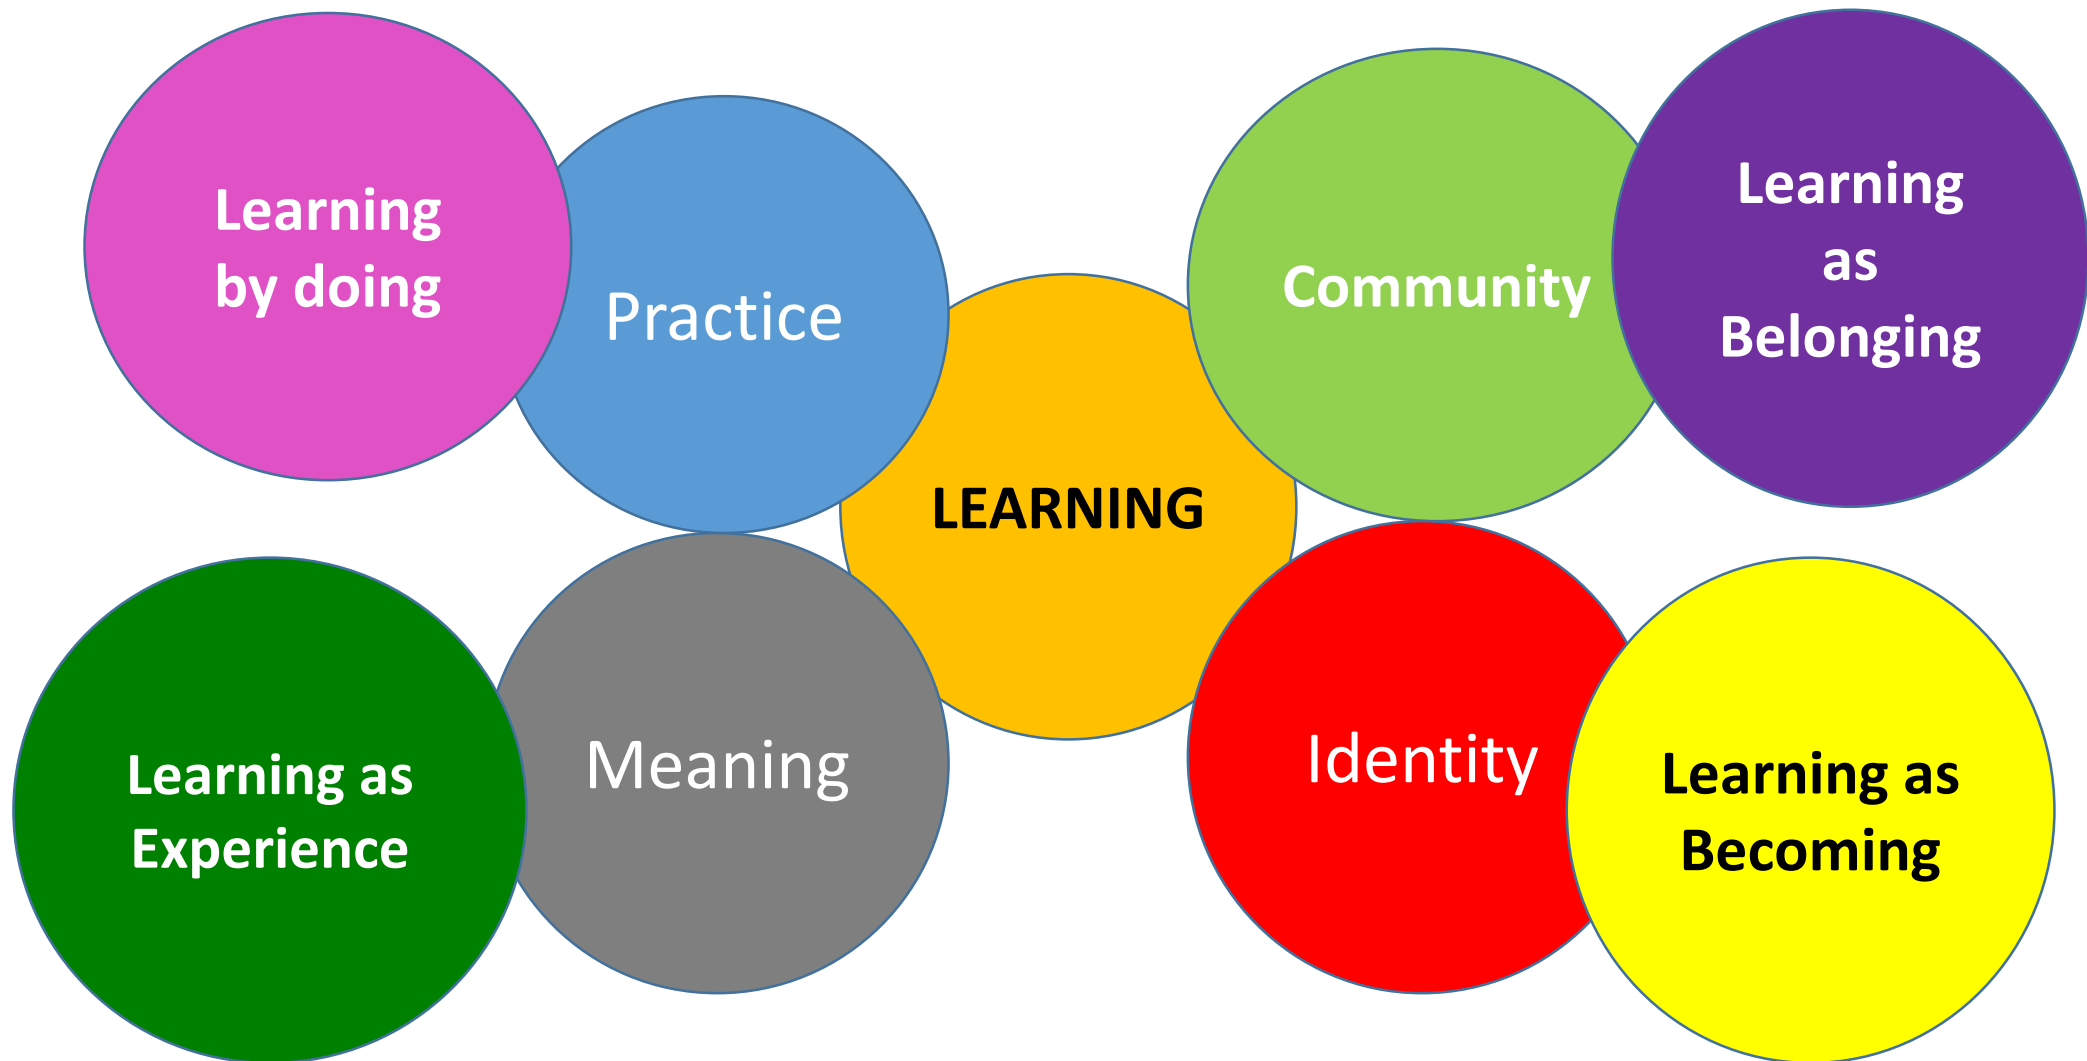 Learning
by doing
Practice
Community
Learning
as
Belonging
LEARNING
Learning as
Experience
Meaning
Identity
Learning as
Becoming